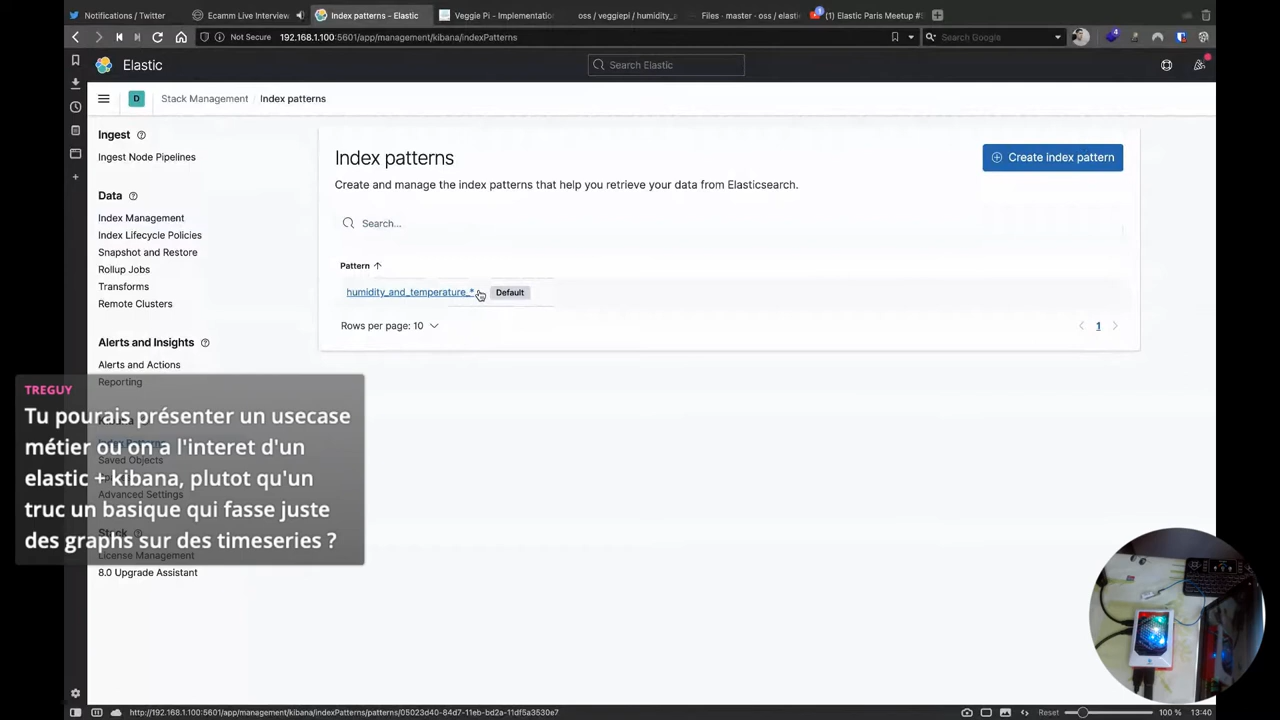 Notifications / Twitter
Ecamm Live Interview
Index patterns - Elastic
Veggie Pi - Implementation
oss / veggiepi / humidity_a
Files · master · oss / elasti
(1) Elastic Paris Meetup #
Not Secure
192.168.1.100:5601/app/management/kibana/indexPatterns
Search Google
Elastic
Search Elastic
D
Stack Management
Index patterns
Ingest
Ingest Node Pipelines
Data
Index Management
Index Lifecycle Policies
Snapshot and Restore
Rollup Jobs
Transforms
Remote Clusters
Alerts and Insights
Alerts and Actions
Reporting
Index Patterns
Saved Objects
Advanced Settings
Stack
License Management
8.0 Upgrade Assistant
Index patterns
Create index pattern
Create and manage the index patterns that help you retrieve your data from Elasticsearch.
Search...
Pattern
humidity_and_temperature_*
Default
Rows per page: 10
1
TREGUY
Tu pourais présenter un usecase
métier ou on a l'interet d'un
elastic + kibana, plutot qu'un
truc un basique qui fasse juste
des graphs sur des timeseries ?
http://192.168.1.100:5601/app/management/kibana/indexPatterns/patterns/05023d40-84d7-11eb-bd2a-11df5a3530e7
Reset
100 %
13:40